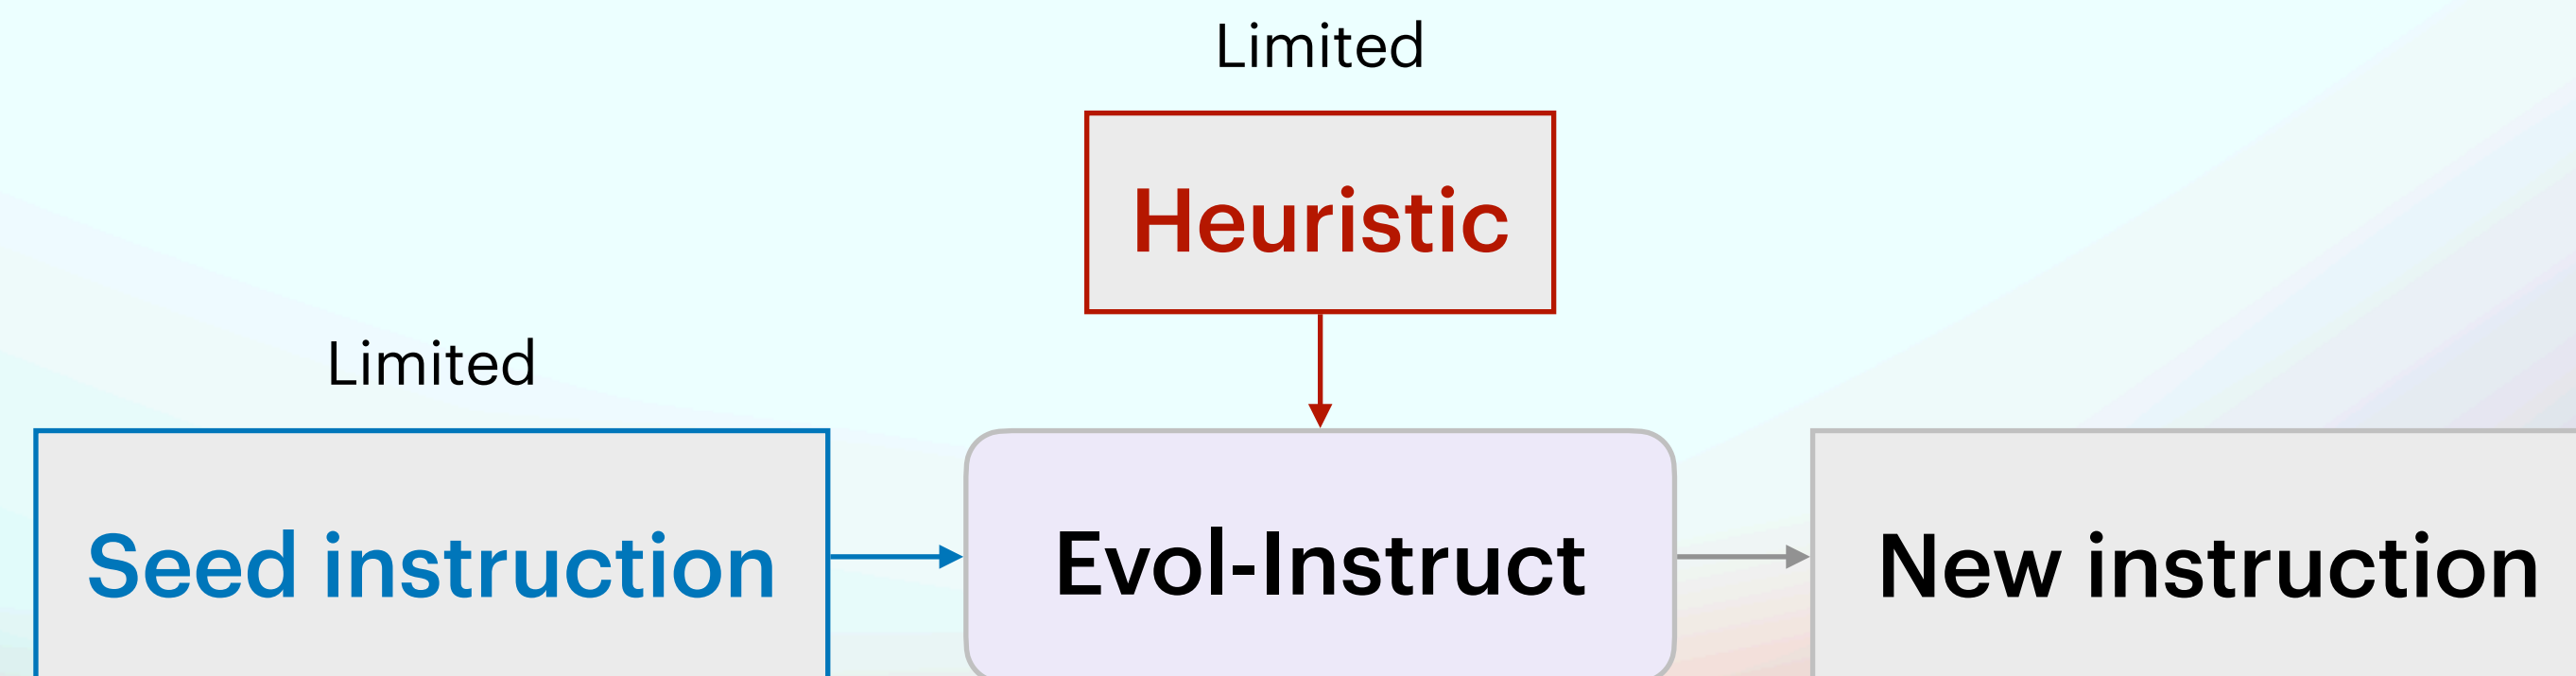 Limited
Heuristic
Limited
Seed instruction
Evol-Instruct
New instruction